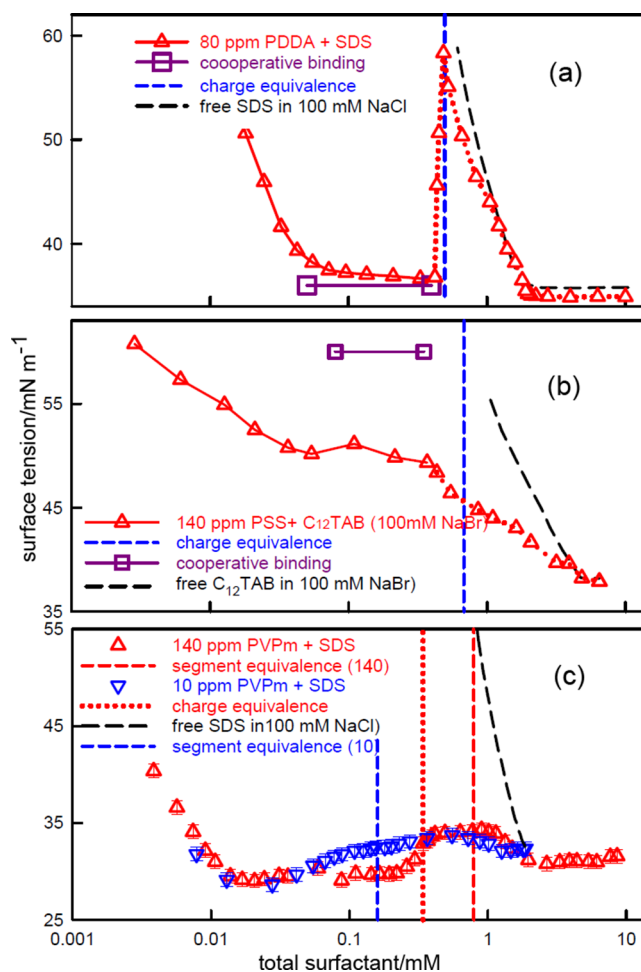 80 ppm PDDA + SDS
coooperative binding
charge equivalence
free SDS in 100 mM NaCl
(a)
60
50
40
140 ppm PSS+ C12TAB (100mM NaBr)
charge equivalence
cooperative binding
free C12TAB in 100 mM NaBr)
(b)
55
45
35
surface tension/mN m-1
140 ppm PVPm + SDS
segment equivalence (140)
10 ppm PVPm + SDS
charge equivalence
free SDS in100 mM NaCl)
segment equivalence (10)
(c)
55
45
35
25
0.001 0.01 0.1 1 10
total surfactant/mM